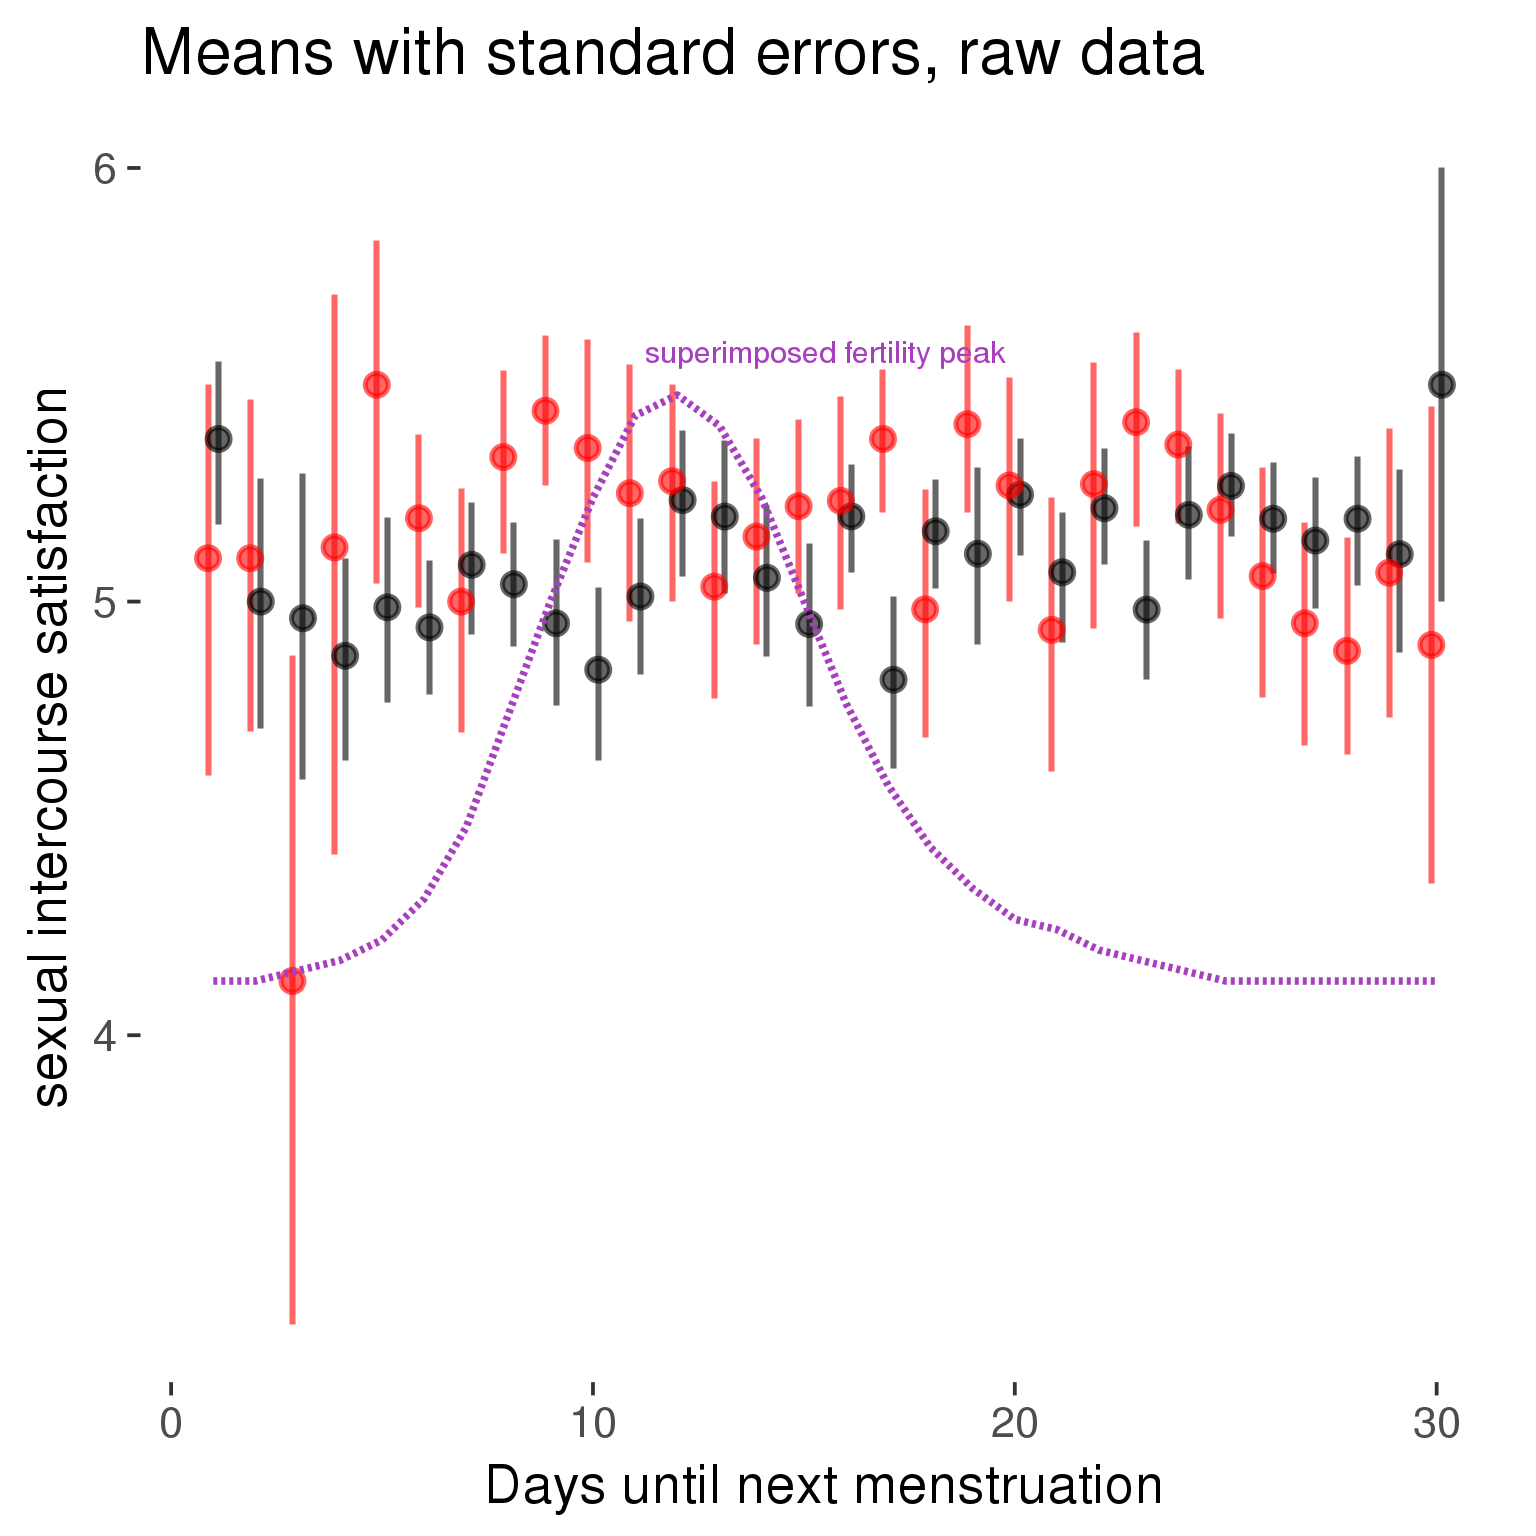 Means with standard errors, raw data
6
superimposed fertility peak
5
4
sexual intercourse satisfaction
0 10 20 30
Days until next menstruation